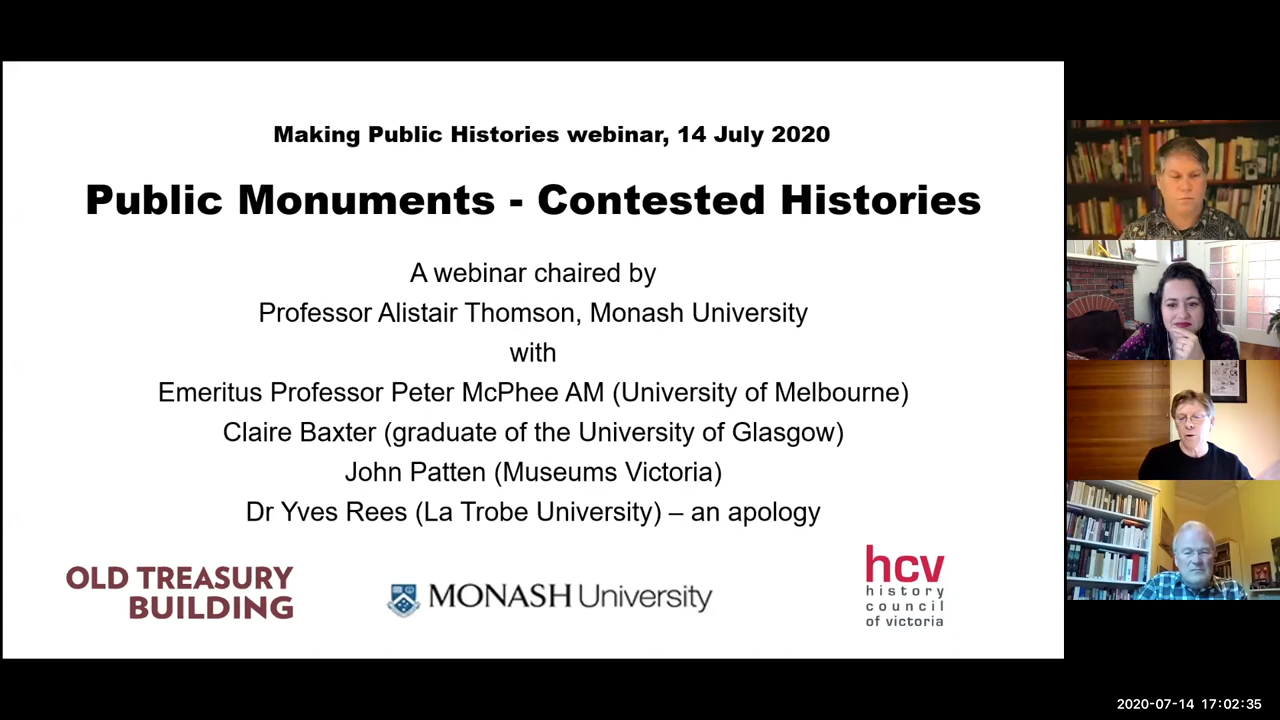 Making Public Histories webinar, 14 July 2020
Public Monuments - Contested Histories
A webinar chaired by
Professor Alistair Thomson, Monash University
with
Emeritus Professor Peter McPhee AM (University of Melbourne)
Claire Baxter (graduate of the University of Glasgow)
John Patten (Museums Victoria)
Dr Yves Rees (La Trobe University) – an apology
OLD TREASURY
BUILDING
MONASH University
hcv
history
council
of victoria
2020-07-14 17:02:35